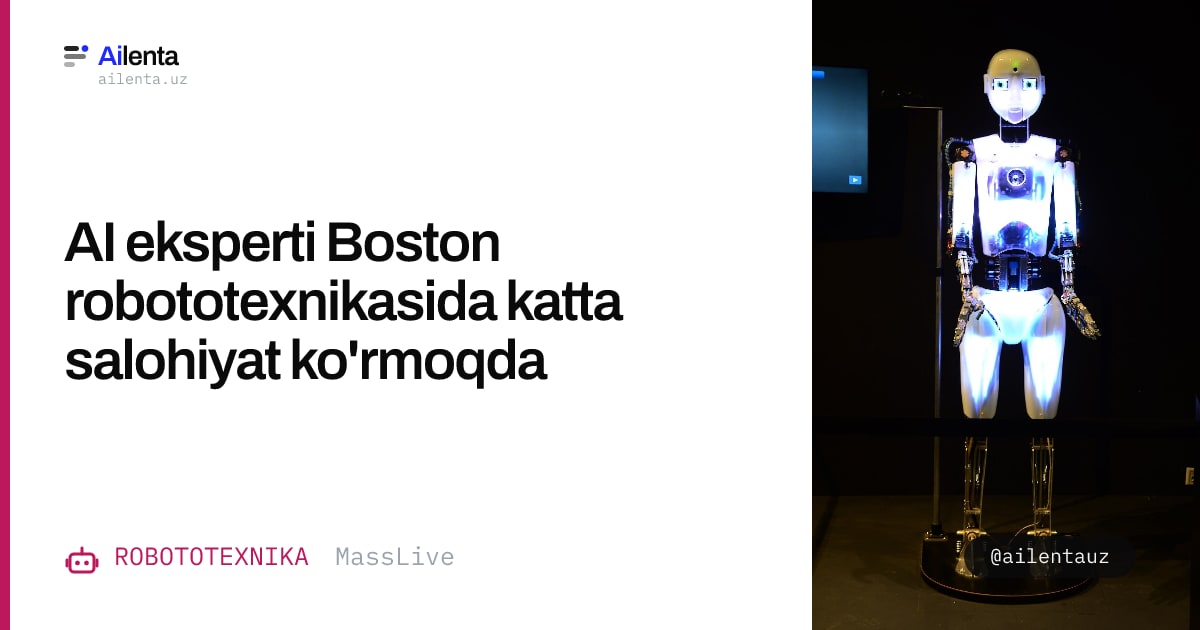 Ailenta
ailenta.uz
AI eksperti Boston
robototexnikasida katta
salohiyat ko'rmoqda
ROBOTOTEXNIKA MassLive
@ailentauz